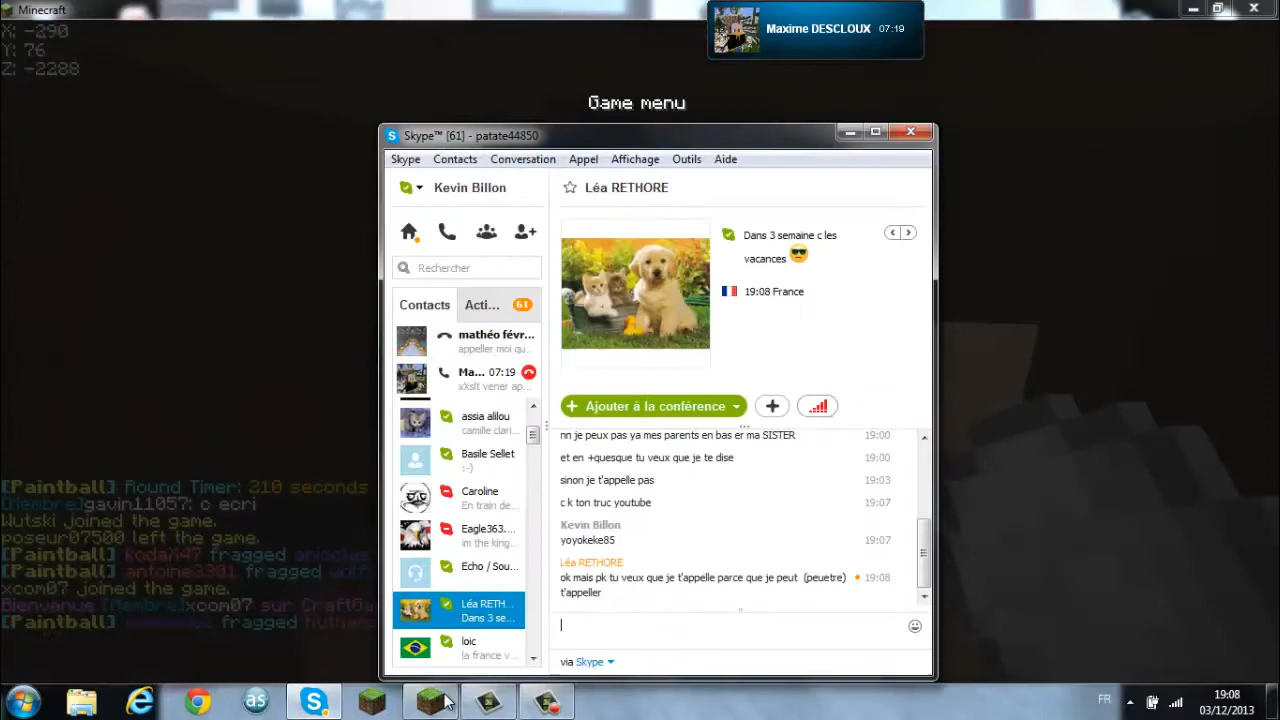 Minecraft
X: -290
Y: 76
Z: -2288
Maxime DESCLOUX 07:19
Game menu
Skype™ [61] - patate44850
Skype Contacts Conversation Appel Affichage Outils Aide
Kevin Billon
Léa RETHORE
Dans 3 semaine c les
vacances
19:08 France
Rechercher
Contacts
Acti... 61
mathéo févr...
appeller moi qu...
Ma... 07:19
xXslt vener ap...
assia alilou
camille clari...
Basile Sellet
:-)
Caroline
En train de...
Eagle363....
im the king...
Echo / Sou...
Léa RETH...
Dans 3 se...
loic
la france v...
Ajouter à la conférence
nn je peux pas ya mes parents en bas er ma SISTER 19:00
et en +quesque tu veux que je te dise 19:00
sinon je t'appelle pas 19:03
c k ton truc youtube 19:07
Kevin Billon
yoyokeke85 19:07
Léa RETHORE
ok mais pk tu veux que je t'appelle parce que je peut (peuetre) 19:08
t'appeller
via Skype
[Paintball] Round Timer: 210 seconds
[Membre]gavin11057: c ecri
Wutski joined the game.
poseur07500 left the game.
[Paintball] koda747 fragged
[Paintball] antoine3301 fragged
xcom07 joined the game.
Bienvenue [Membre]xcom07 sur CraftGa
[Paintball] fragged
as
FR
19:08
03/12/2013